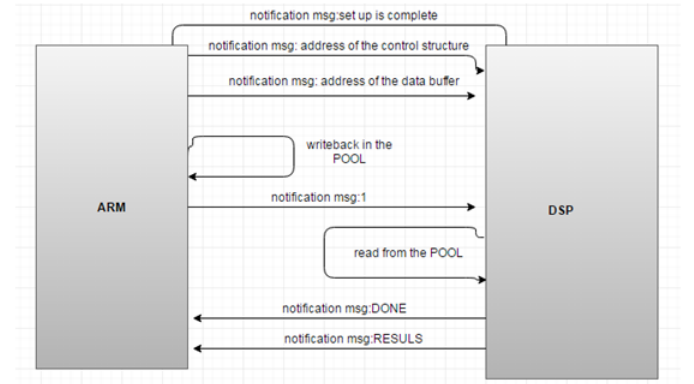 notification msg:set up is complete
notification msg: address of the control structure
notification msg: address of the data buffer
writeback in the
POOL
notification msg:1
ARM
DSP
read from the POOL
notification msg:DONE
notification msg:RESULS